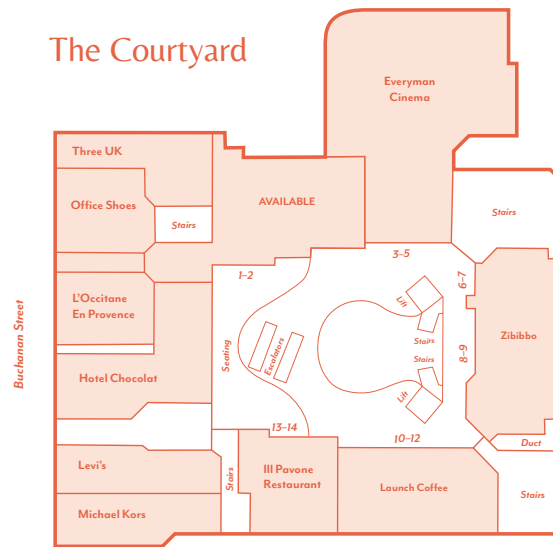 The Courtyard
Everyman
Cinema
Three UK
Office Shoes
Stairs
AVAILABLE
Stairs
1–2
3–5
6–7
L'Occitane
En Provence
Buchanan Street
Seating
Escalators
Lift
Stairs
Stairs
Lift
8–9
Zibibbo
Hotel Chocolat
13–14
10–12
Duct
Levi's
Stairs
Ill Pavone
Restaurant
Launch Coffee
Stairs
Michael Kors